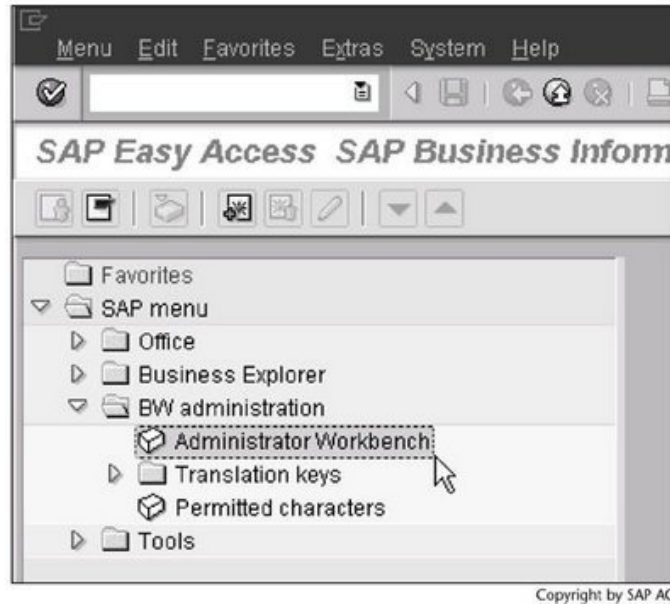 Menu Edit Favorites Extras System Help
SAP Easy Access SAP Business Inform
Favorites
SAP menu
Office
Business Explorer
BW administration
Administrator Workbench
Translation keys
Permitted characters
Tools
Copyright by SAP AG